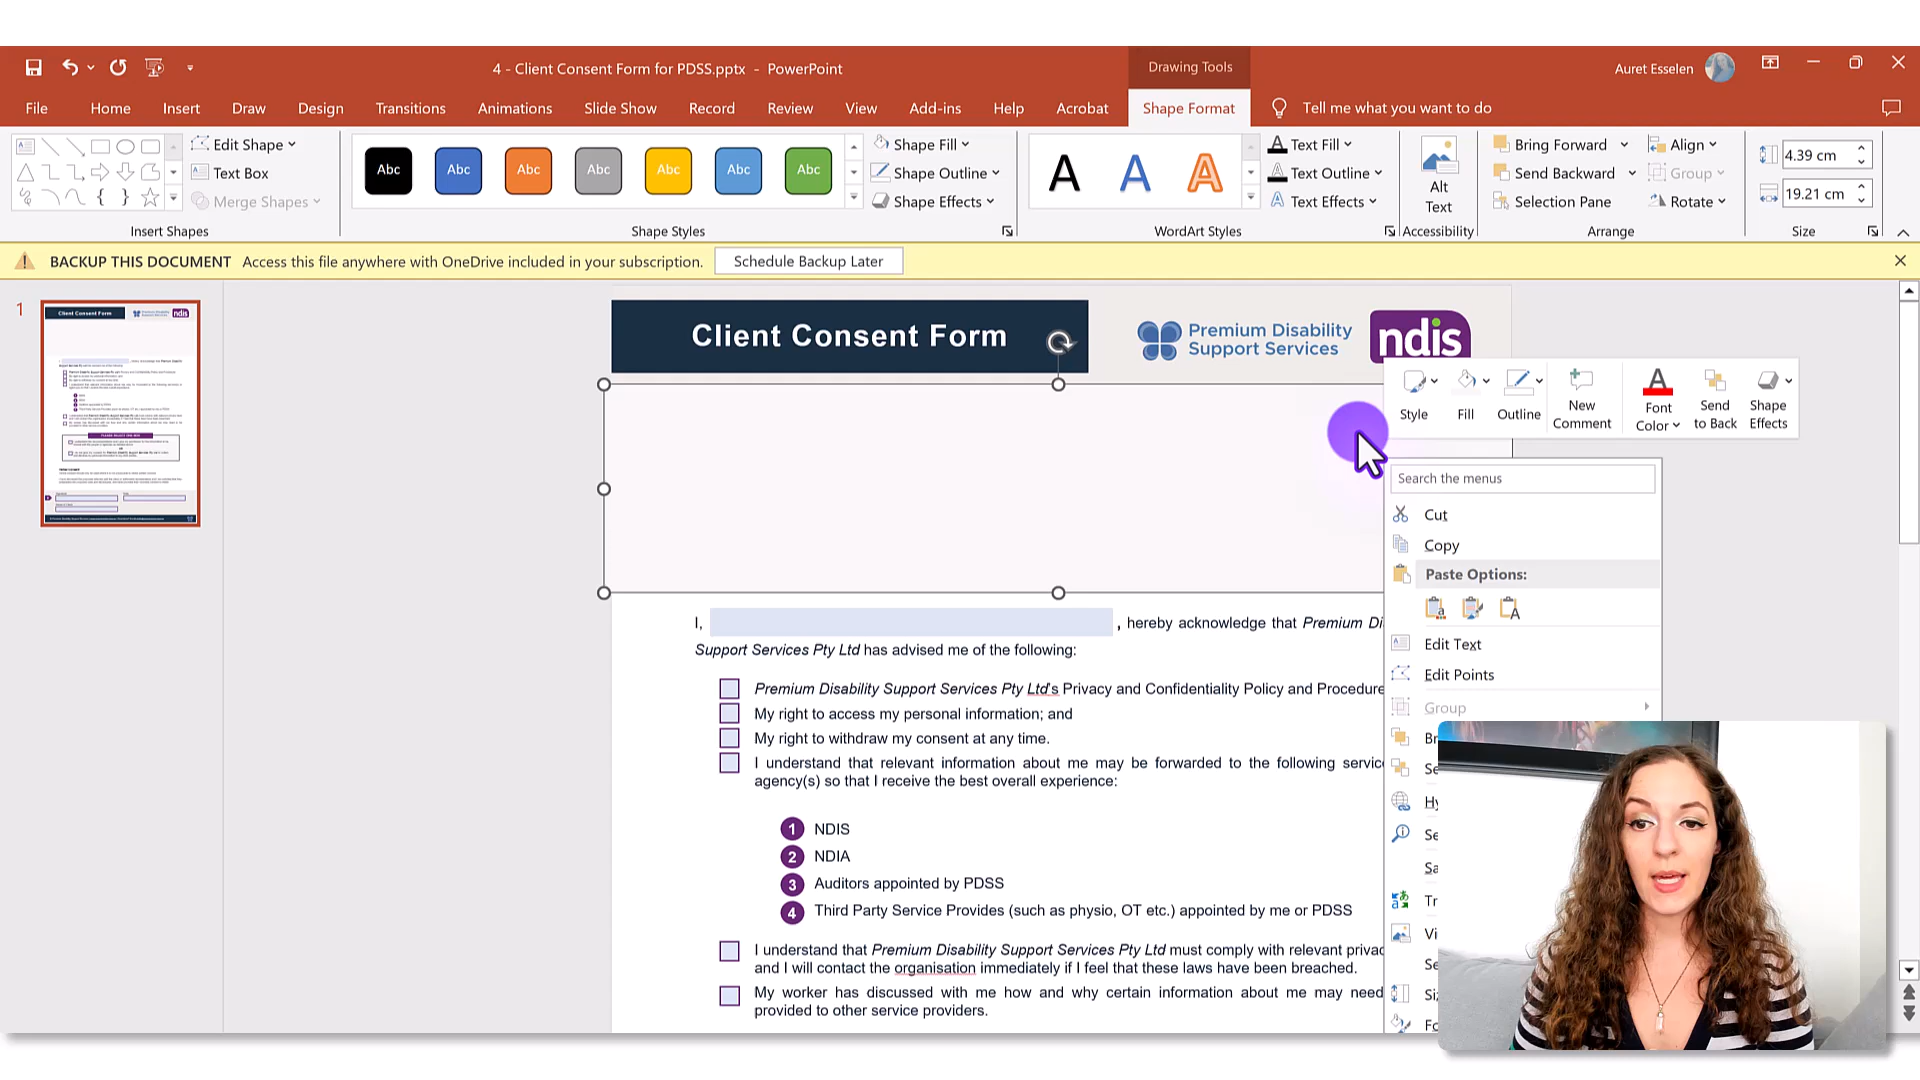 4 - Client Consent Form for PDSS.pptx - PowerPoint
Drawing Tools
Auret Esselen
File Home Insert Draw Design Transitions Animations Slide Show Record Review View Add-ins Help Acrobat Shape Format Tell me what you want to do
Edit Shape
Text Box
Merge Shapes
Insert Shapes
Abc Abc Abc Abc Abc Abc Abc
Shape Styles
Shape Fill
Shape Outline
Shape Effects
A A A
WordArt Styles
Text Fill
Text Outline
Text Effects
Alt
Text
Accessibility
Bring Forward
Send Backward
Selection Pane
Align
Group
Rotate
Arrange
4.39 cm
19.21 cm
Size
BACKUP THIS DOCUMENT Access this file anywhere with OneDrive included in your subscription. Schedule Backup Later
1
Client Consent Form
Premium Disability
Support Services
ndis
Style
Fill
Outline
New
Comment
Font
Color
Send
to Back
Shape
Effects
Search the menus
Cut
Copy
Paste Options:
Edit Text
Edit Points
Group
I, , hereby acknowledge that Premium Di
Support Services Pty Ltd has advised me of the following:
Premium Disability Support Services Pty Ltd's Privacy and Confidentiality Policy and Procedure
My right to access my personal information; and
My right to withdraw my consent at any time.
I understand that relevant information about me may be forwarded to the following servic
agency(s) so that I receive the best overall experience:
1 NDIS
2 NDIA
3 Auditors appointed by PDSS
4 Third Party Service Provides (such as physio, OT etc.) appointed by me or PDSS
I understand that Premium Disability Support Services Pty Ltd must comply with relevant privac
and I will contact the organisation immediately if I feel that these laws have been breached.
My worker has discussed with me how and why certain information about me may need
provided to other service providers.